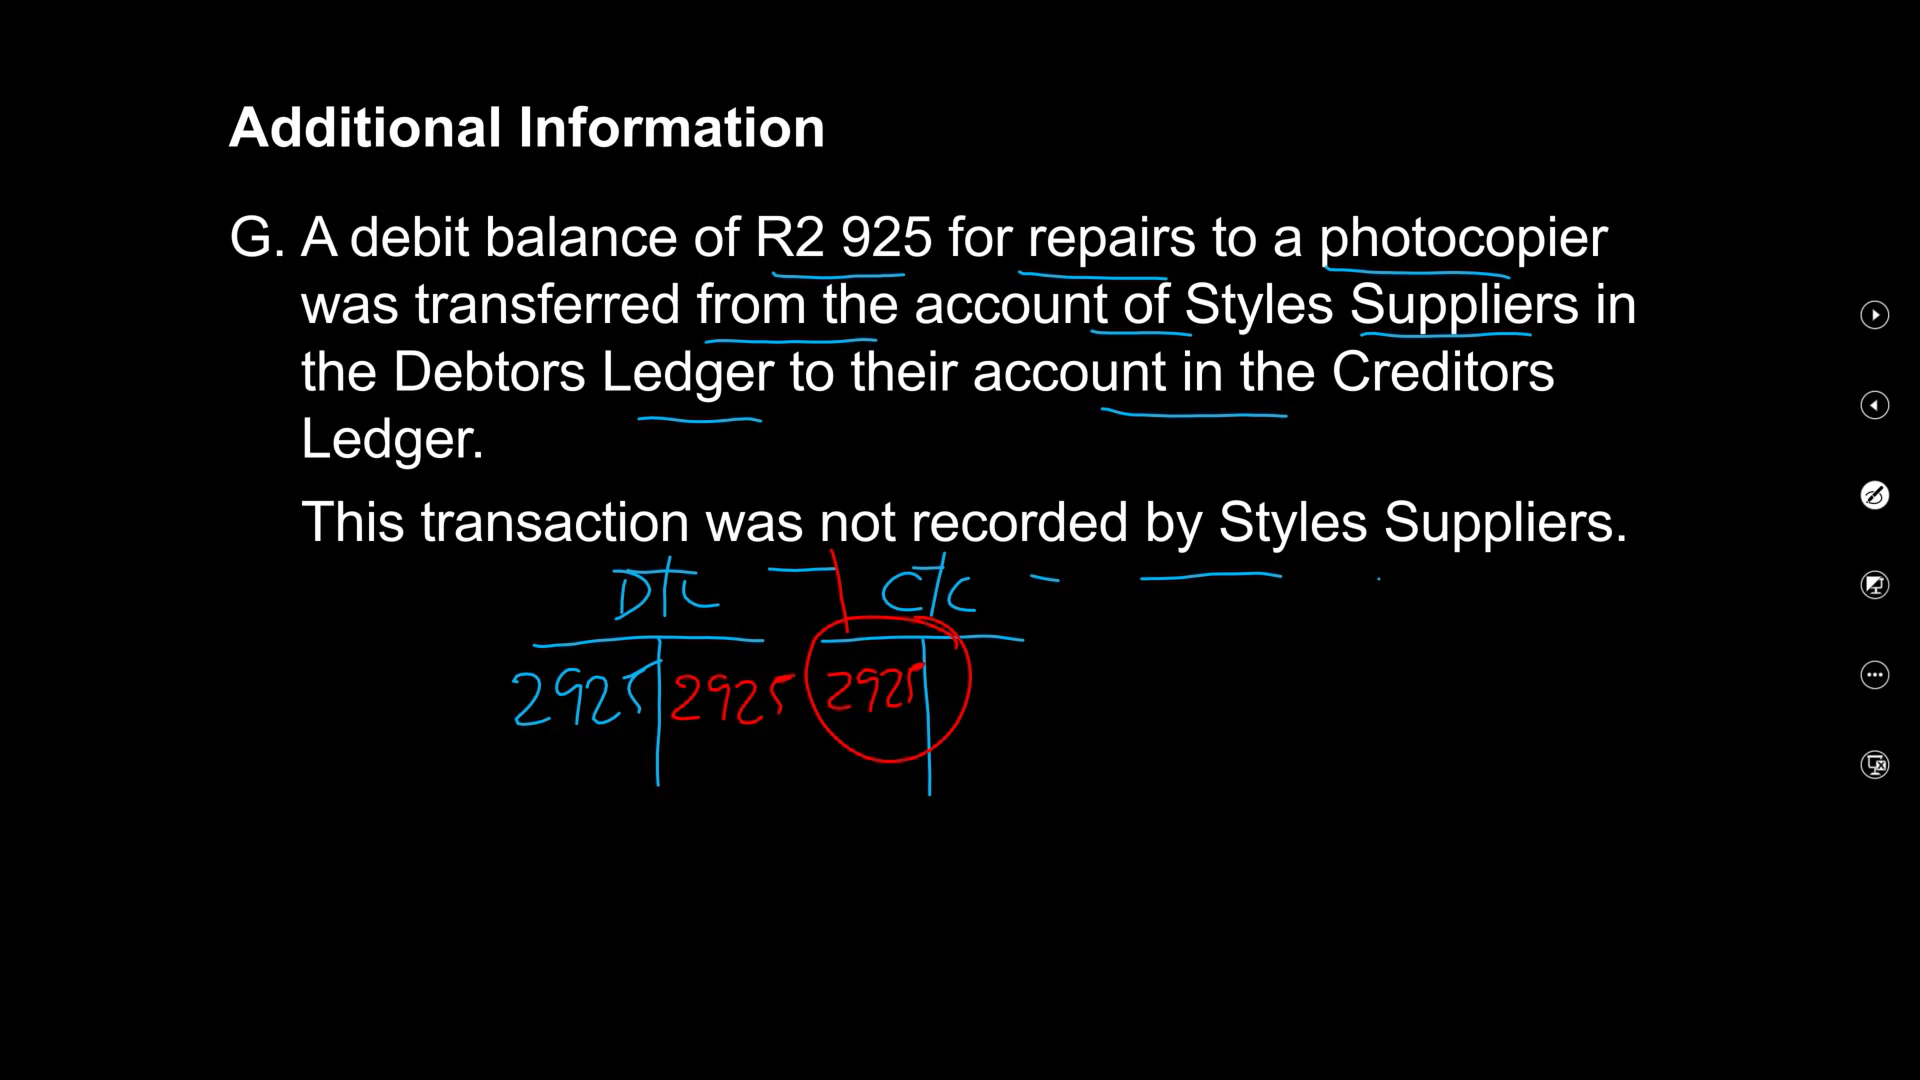 Additional Information
G. A debit balance of R2 925 for repairs to a photocopier
was transferred from the account of Styles Suppliers in
the Debtors Ledger to their account in the Creditors
Ledger.
This transaction was not recorded by Styles Suppliers.
2925 2925 2925